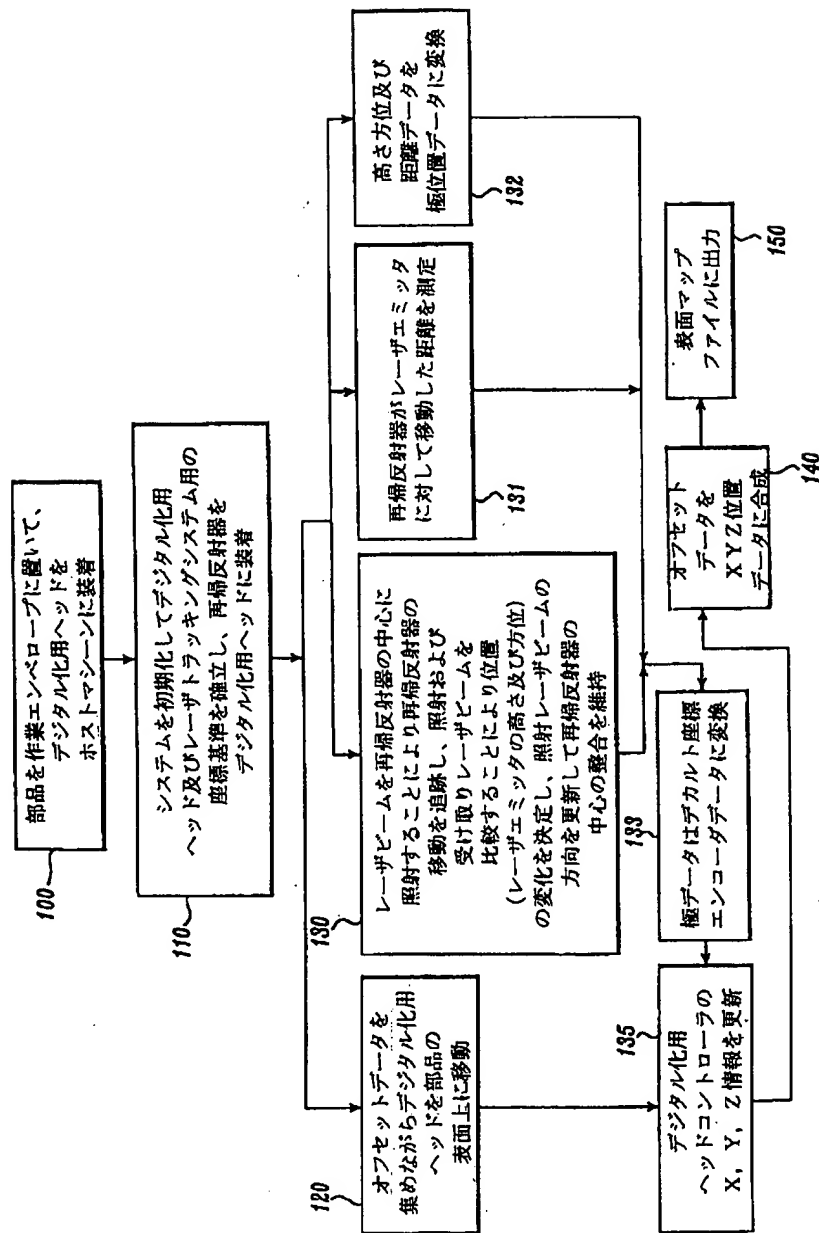 部品を作業エンベロープに置いて、
デジタル化用ヘッドを
ホストマシーンに装着
100
システムを初期化してデジタル化用
ヘッド及びレーザトラッキングシステム用の
座標基準を確立し、再帰反射器を
デジタル化用ヘッドに装着
110
オフセットデータを
集めながらデジタル化用
ヘッドを部品の
表面上に移動
120
レーザビームを再帰反射器の中心に
照射することにより再帰反射器の
移動を追跡し、照射および
受け取りレーザビームを
比較することにより位置
(レーザエミッタの高さ及び方位)
の変化を決定し、照射レーザビームの
方向を更新して再帰反射器の
中心の整合を維持
130
再帰反射器がレーザエミッタ
に対して移動した距離を測定
131
高さ方位及び
距離データを
極位置データに変換
132
極データはデカルト座標
エンコーダデータに変換
133
デジタル化用
ヘッドコントローラの
X, Y, Z情報を更新
135
オフセット
データを
XYZ位置
データに合成
140
表面マップ
ファイルに出力
150